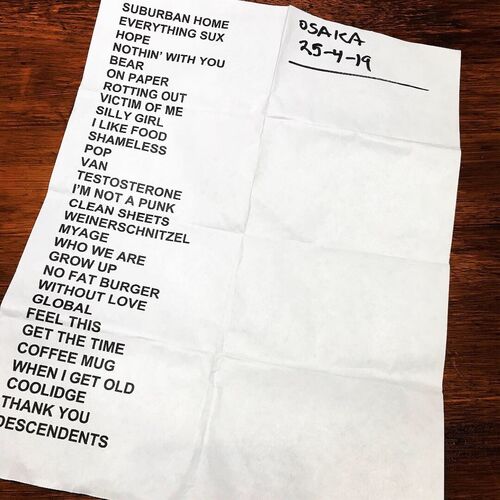 SUBURBAN HOME
EVERYTHING SUX
HOPE
NOTHIN' WITH YOU
BEAR
ON PAPER
ROTTING OUT
VICTIM OF ME
SILLY GIRL
I LIKE FOOD
SHAMELESS
POP
VAN
TESTOSTERONE
I'M NOT A PUNK
CLEAN SHEETS
WEINERSCHNITZEL
MYAGE
WHO WE ARE
GROW UP
NO FAT BURGER
WITHOUT LOVE
GLOBAL
FEEL THIS
GET THE TIME
COFFEE MUG
WHEN I GET OLD
COOLIDGE
THANK YOU
DESCENDENTS
OSAKA
25-4-19